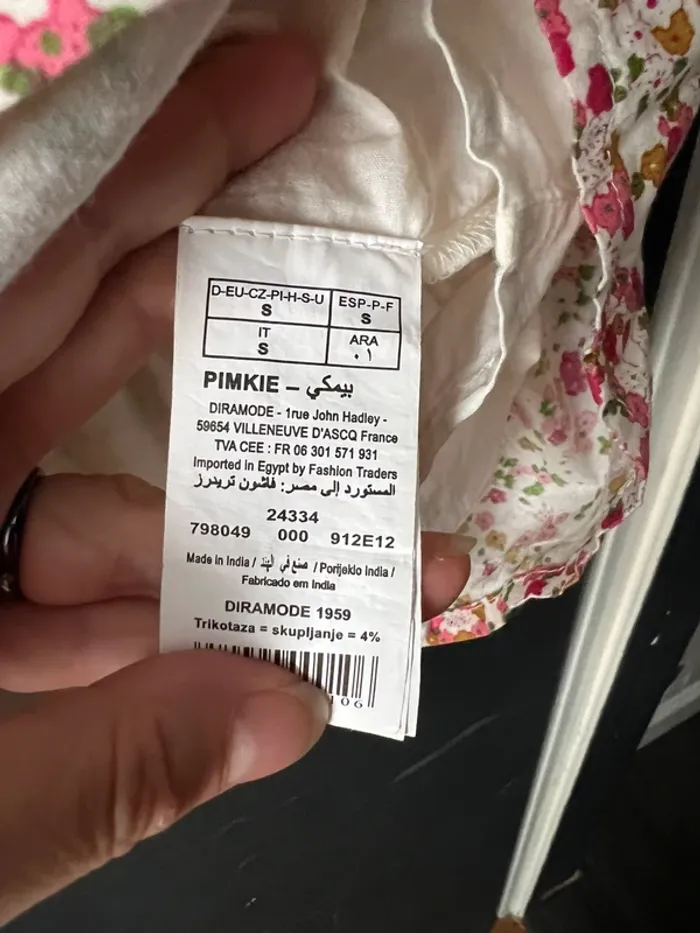 D-EU-CZ-PI-H-S-U ESP-P-F
S S
IT ARA
S ٠١
PIMKIE – بيمكي
DIRAMODE - 1rue John Hadley -
59654 VILLENEUVE D'ASCQ France
TVA CEE : FR 06 301 571 931
Imported in Egypt by Fashion Traders
المستورد إلى مصر: فاشون تريدرز
24334
798049 000 912E12
Made in India / صنع في الهند / Porijeklo India /
Fabricado em India
DIRAMODE 1959
Trikotaza = skupljanje = 4%